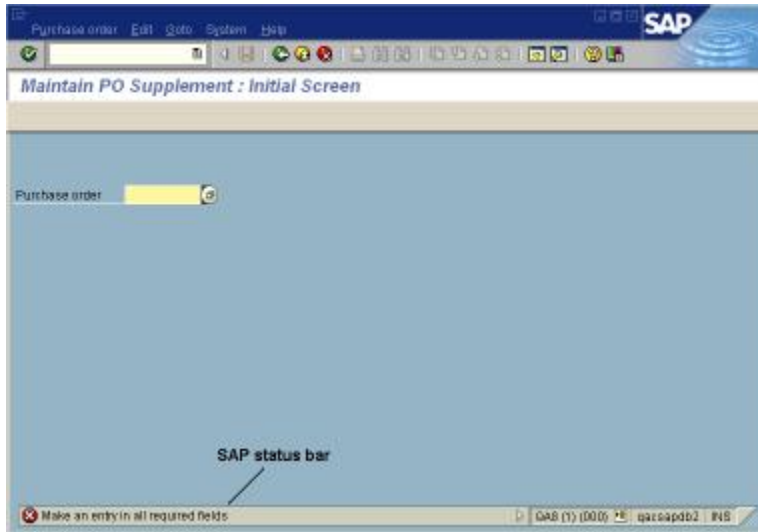 Purchase order Edit Goto System Help
SAP
Maintain PO Supplement : Initial Screen
Purchase order
SAP status bar
Make an entry in all required fields
GA8 (1) (000) qacsapdb2 INS